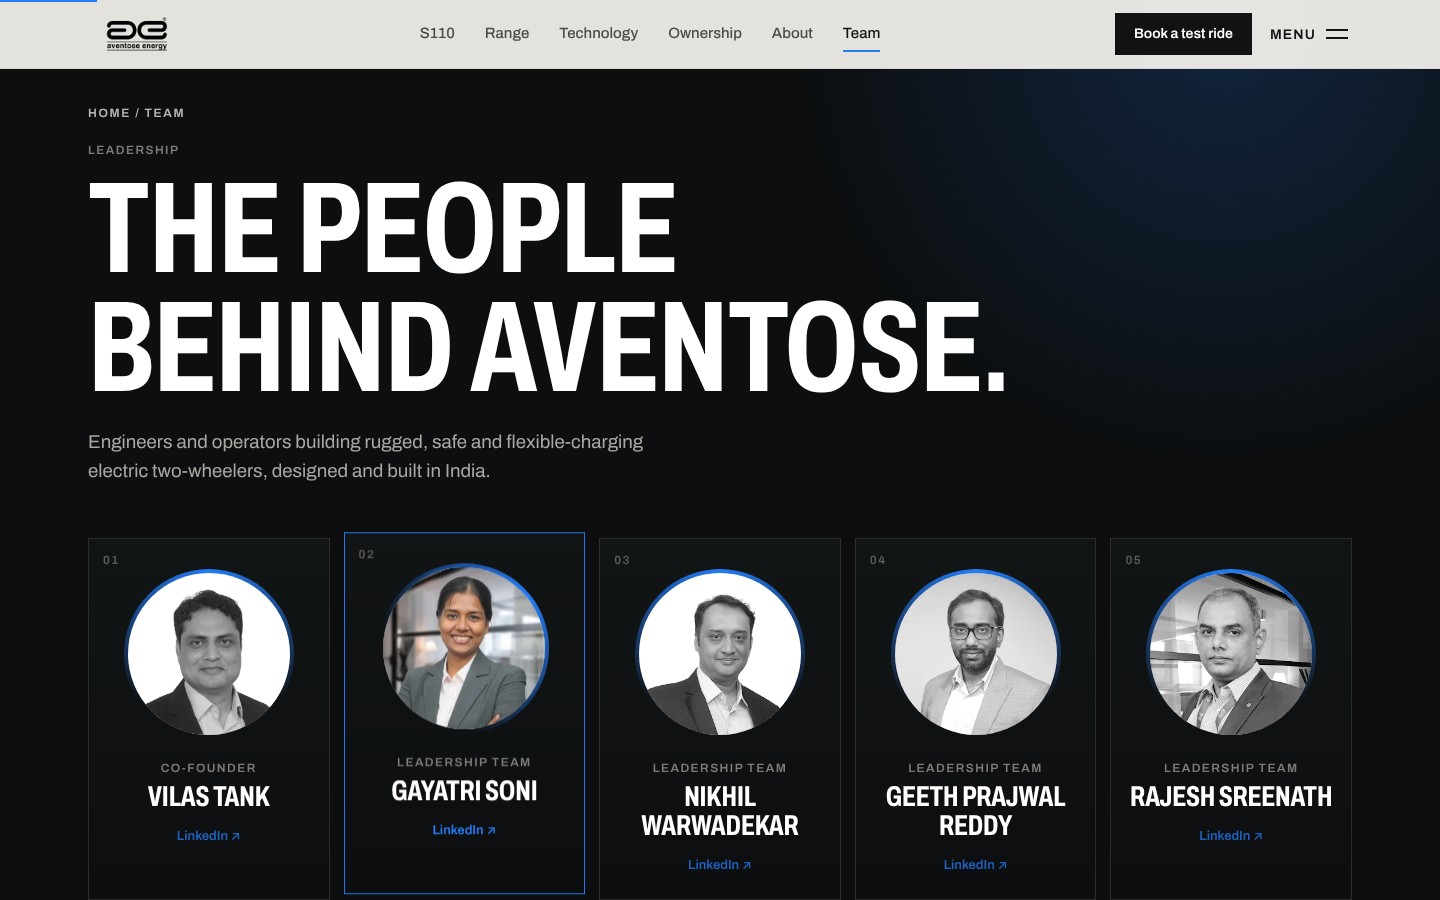 aventose energy
S110 Range Technology Ownership About Team
Book a test ride
MENU
HOME / TEAM
LEADERSHIP
THE PEOPLE
BEHIND AVENTOSE.
Engineers and operators building rugged, safe and flexible-charging
electric two-wheelers, designed and built in India.
01
CO-FOUNDER
VILAS TANK
LinkedIn ↗
02
LEADERSHIP TEAM
GAYATRI SONI
LinkedIn ↗
03
LEADERSHIP TEAM
NIKHIL
WARWADEKAR
LinkedIn ↗
04
LEADERSHIP TEAM
GEETH PRAJWAL
REDDY
LinkedIn ↗
05
LEADERSHIP TEAM
RAJESH SREENATH
LinkedIn ↗